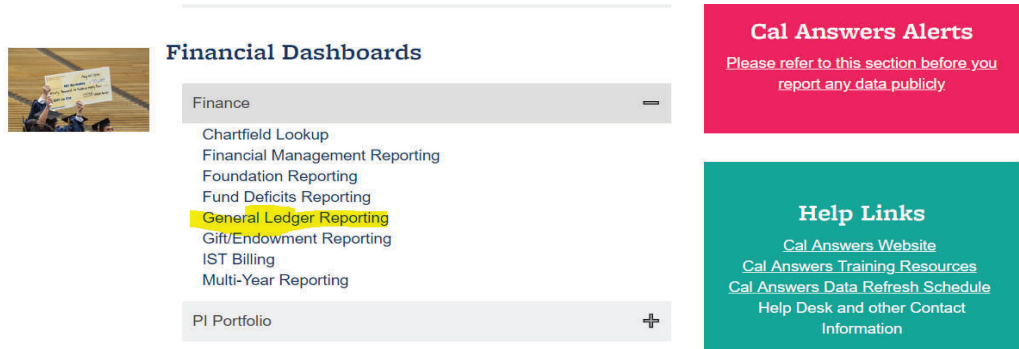 Financial Dashboards
Finance
Chartfield Lookup
Financial Management Reporting
Foundation Reporting
Fund Deficits Reporting
General Ledger Reporting
Gift/Endowment Reporting
IST Billing
Multi-Year Reporting
PI Portfolio
Cal Answers Alerts
Please refer to this section before you
report any data publicly
Help Links
Cal Answers Website
Cal Answers Training Resources
Cal Answers Data Refresh Schedule
Help Desk and other Contact
Information